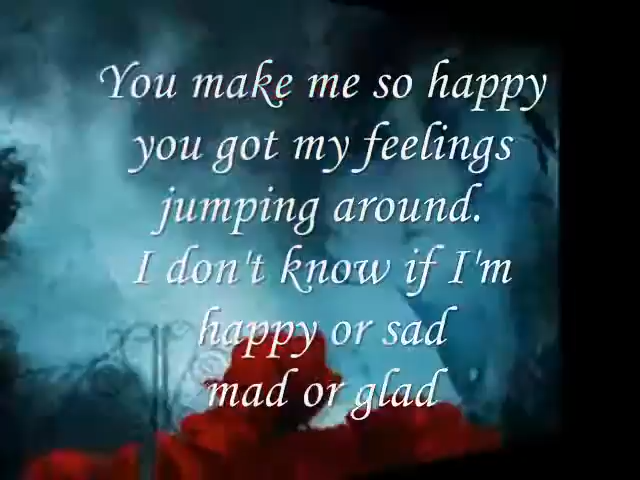 You make me so happy
you got my feelings
jumping around.
I don't know if I'm
happy or sad
mad or glad